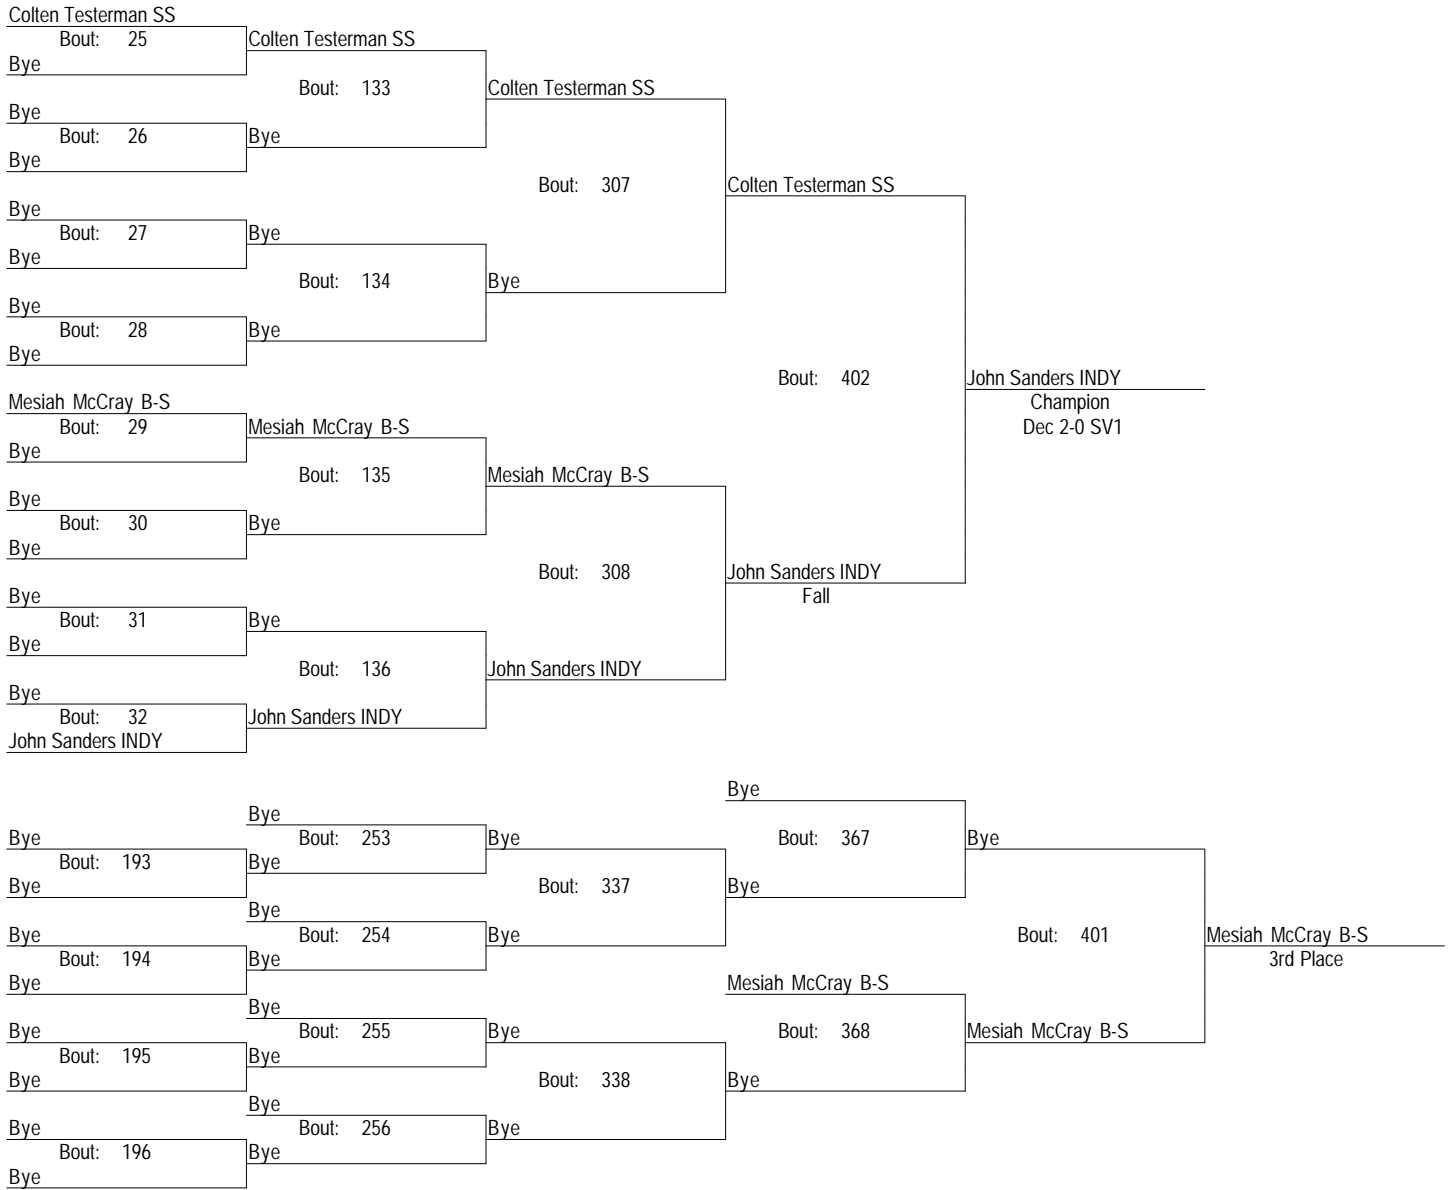 Colten Testerman SS
Bout: 25
Colten Testerman SS
Bye
Bout: 133
Colten Testerman SS
Bye
Bout: 26
Bye
Bye
Bout: 307
Colten Testerman SS
Bye
Bout: 27
Bye
Bye
Bout: 134
Bye
Bye
Bout: 28
Bye
Bye
Bout: 402
John Sanders INDY
Champion
Dec 2-0 SV1
Mesiah McCray B-S
Bout: 29
Mesiah McCray B-S
Bye
Bout: 135
Mesiah McCray B-S
Bye
Bout: 30
Bye
Bye
Bout: 308
John Sanders INDY
Fall
Bye
Bout: 31
Bye
Bye
Bout: 136
John Sanders INDY
Bye
Bout: 32
John Sanders INDY
John Sanders INDY
Bye
Bye
Bye
Bout: 253
Bye
Bout: 367
Bye
Bout: 193
Bye
Bye
Bout: 337
Bye
Bye
Bye
Bout: 254
Bye
Bout: 401
Mesiah McCray B-S
3rd Place
Bout: 194
Bye
Bye
Mesiah McCray B-S
Bye
Bye
Bout: 255
Bye
Bout: 368
Mesiah McCray B-S
Bout: 195
Bye
Bye
Bout: 338
Bye
Bye
Bye
Bout: 256
Bye
Bout: 196
Bye
Bye